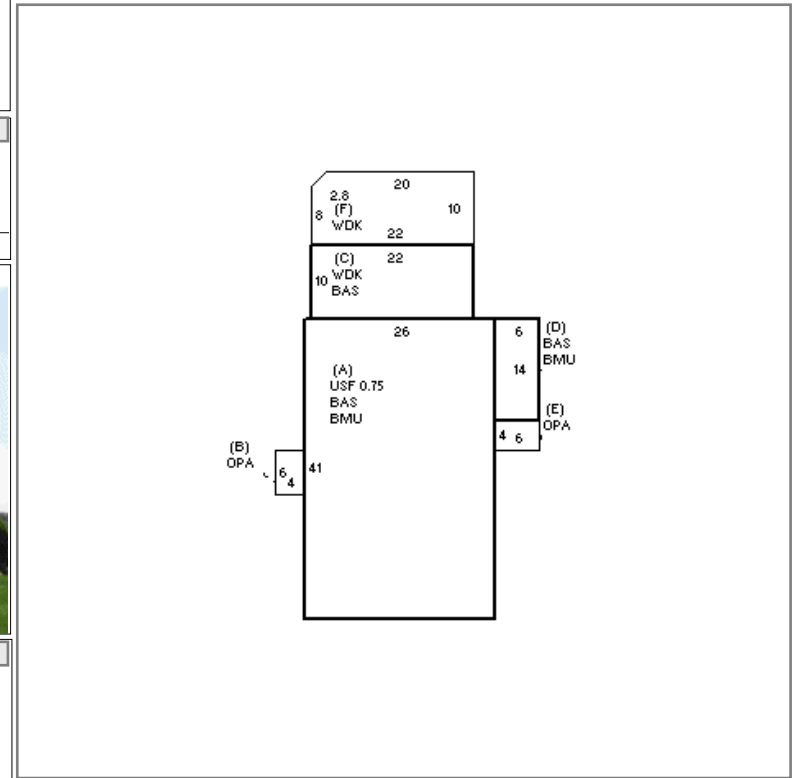 20
2.8
8 (F) 10
WDK
22
(C) 22
10 WDK
BAS
26
6 (D)
BAS
14 BMU
(A)
USF 0.75
BAS
BMU
(E)
4 6 OPA
(B)
OPA
6 41
4